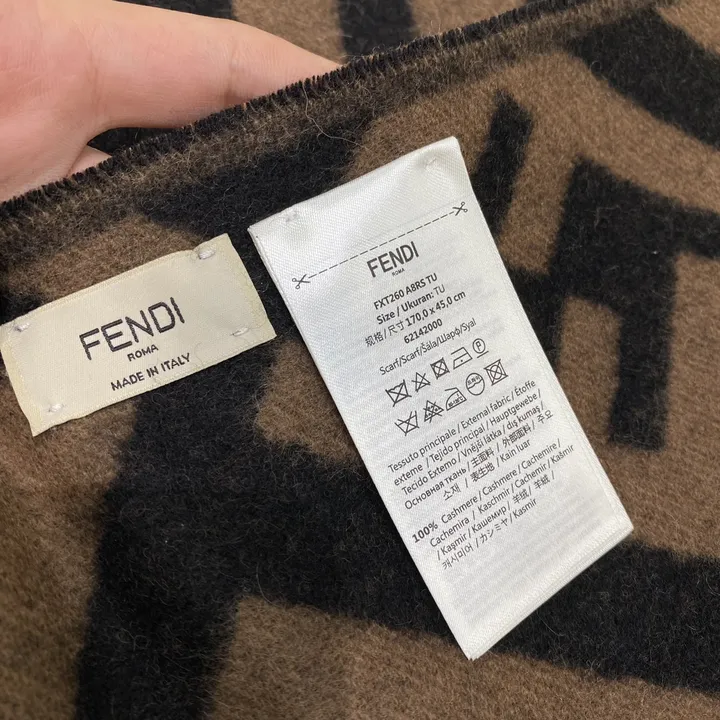 FENDI
ROMA
MADE IN ITALY
FENDI
ROMA
FXT260 A8RS TU
Size / Ukuran: TU
规格/尺寸 170,0 x 45,0 cm
62142000
Scarf/Scarf/Šāla/Шарф/Syal
Tessuto principale / External fabric / Étoffe
externe / Tejido principal / Hauptgewebe /
Tecido Externo / Vnější látka / dış kumaş /
Основная ткань / 主面料 / 外部面料 / 주요
소재 / 表生地 / Kain luar
100% Cashmere / Cashmere / Cachemire /
Cachemira / Kaschmir / Cachemir / Kašmír
/ Kaşmir / Кашемир / 羊绒 / 羊絨 /
캐시미어 / カシミヤ / Kasmir